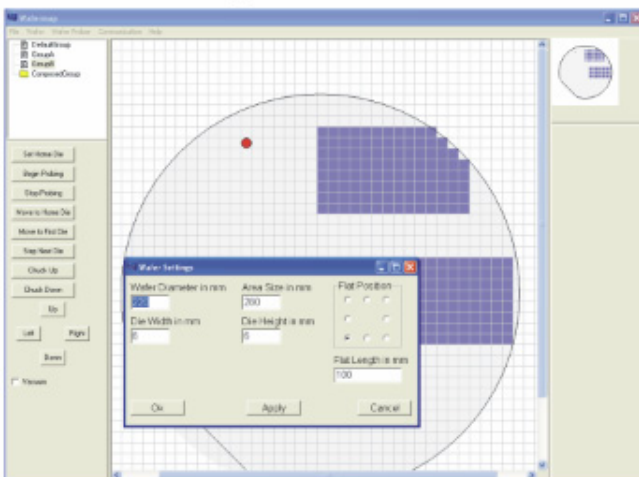 Wafermap
File Wafer Wafer Prober Communication Help
DefaultGroup
GroupA
GroupB
ComposedGroup
Set Home Die
Begin Probing
Stop Probing
Move to Home Die
Move to First Die
Step Next Die
Chuck Up
Chuck Down
Up
Left Right
Down
Vacuum
Wafer Settings
Wafer Diameter in mm Area Size in mm Flat Position
260
Die Width in mm Die Height in mm
6 6
Flat Length in mm
100
Ok Apply Cancel